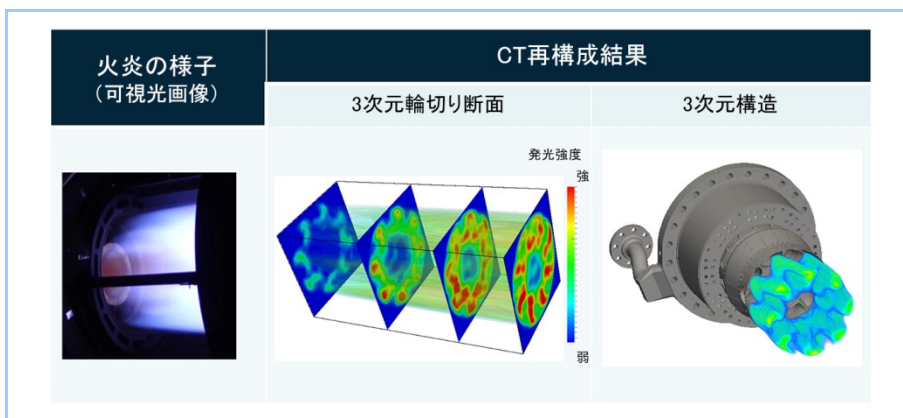 火炎の様子
（可視光画像）
CT再構成結果
3次元輪切り断面
3次元構造
発光強度
強
弱